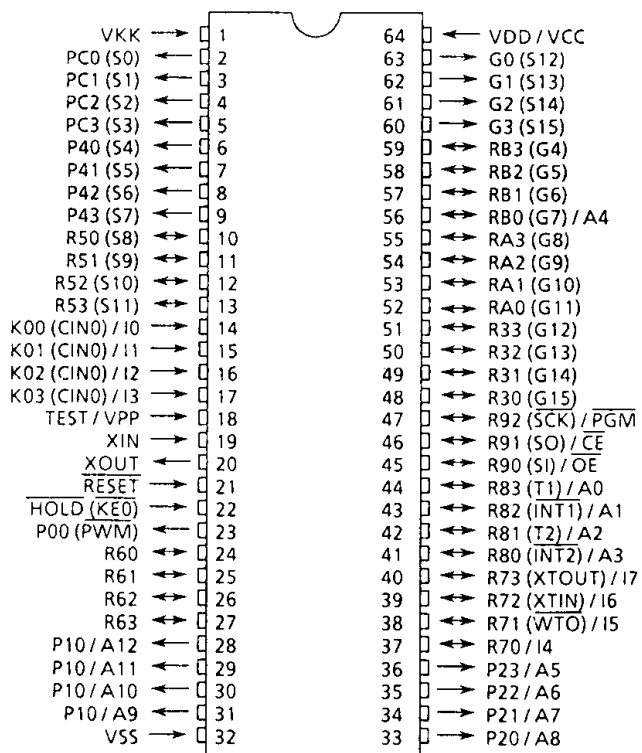 VKK 1 64 VDD / VCC
PC0 (S0) 2 63 G0 (S12)
PC1 (S1) 3 62 G1 (S13)
PC2 (S2) 4 61 G2 (S14)
PC3 (S3) 5 60 G3 (S15)
P40 (S4) 6 59 RB3 (G4)
P41 (S5) 7 58 RB2 (G5)
P42 (S6) 8 57 RB1 (G6)
P43 (S7) 9 56 RB0 (G7) / A4
R50 (S8) 10 55 RA3 (G8)
R51 (S9) 11 54 RA2 (G9)
R52 (S10) 12 53 RA1 (G10)
R53 (S11) 13 52 RA0 (G11)
K00 (CIN0) / I0 14 51 R33 (G12)
K01 (CIN0) / I1 15 50 R32 (G13)
K02 (CIN0) / I2 16 49 R31 (G14)
K03 (CIN0) / I3 17 48 R30 (G15)
TEST / VPP 18 47 R92 (SCK) / PGM
XIN 19 46 R91 (SO) / CE
XOUT 20 45 R90 (SI) / OE
RESET 21 44 R83 (T1) / A0
HOLD (KE0) 22 43 R82 (INT1) / A1
P00 (PWM) 23 42 R81 (T2) / A2
R60 24 41 R80 (INT2) / A3
R61 25 40 R73 (XTOUT) / I7
R62 26 39 R72 (XTIN) / I6
R63 27 38 R71 (WTO) / I5
P10 / A12 28 37 R70 / I4
P10 / A11 29 36 P23 / A5
P10 / A10 30 35 P22 / A6
P10 / A9 31 34 P21 / A7
VSS 32 33 P20 / A8